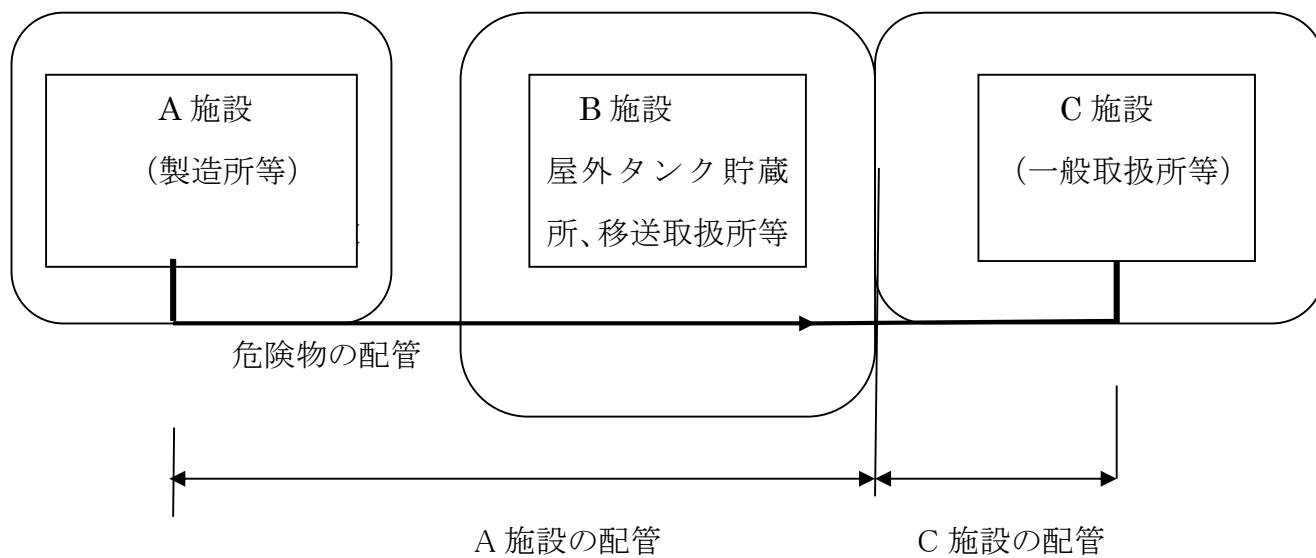 A 施設
(製造所等)
B 施設
屋外タンク貯蔵
所、移送取扱所等
C 施設
(一般取扱所等)
危険物の配管
A 施設の配管
C 施設の配管